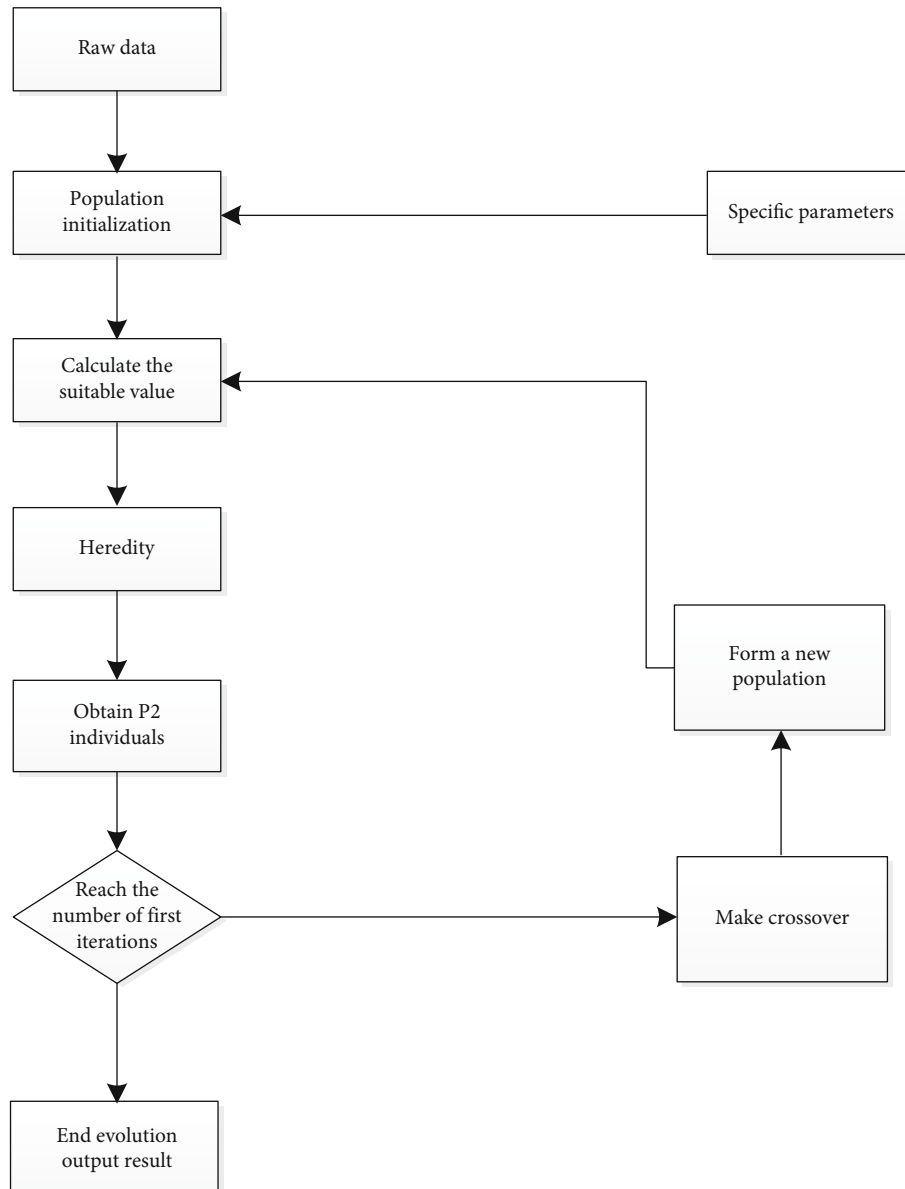 Raw data
Population
initialization
Specific parameters
Calculate the
suitable value
Heredity
Form a new
population
Obtain P2
individuals
Reach the
number of first
iterations
Make crossover
End evolution
output result